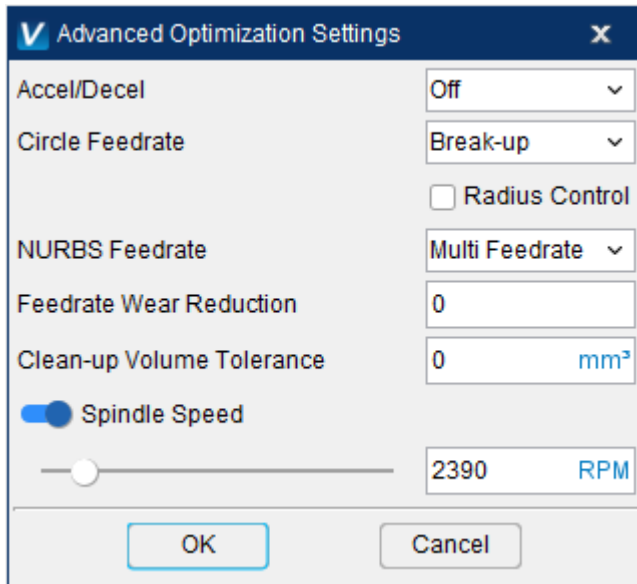 Advanced Optimization Settings
Accel/Decel Off
Circle Feedrate Break-up
Radius Control
NURBS Feedrate Multi Feedrate
Feedrate Wear Reduction 0
Clean-up Volume Tolerance 0 mm³
Spindle Speed
2390 RPM
OK Cancel